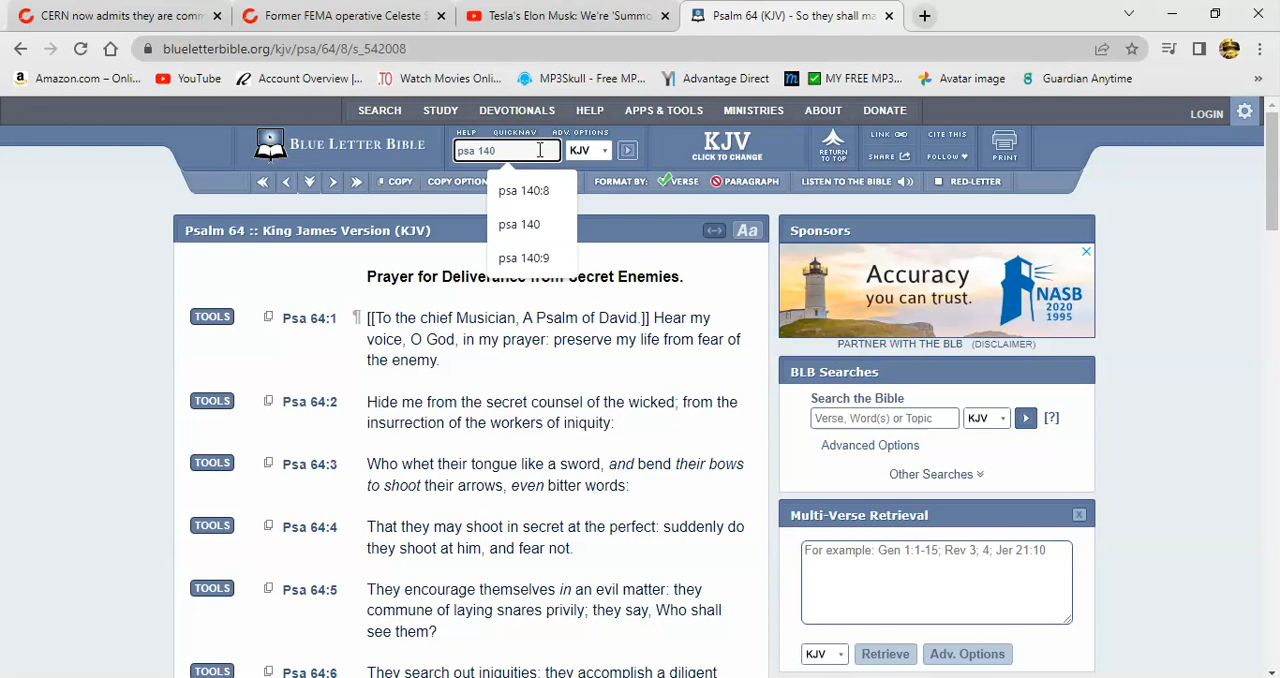 CERN now admits they are comm
Former FEMA operative Celeste S
Tesla's Elon Musk: We're 'Summo
Psalm 64 (KJV) - So they shall ma
blueletterbible.org/kjv/psa/64/8/s_542008
Amazon.com – Onli...
YouTube
Account Overview |...
TO
Watch Movies Onlin...
MP3Skull - Free MP...
Advantage Direct
MY FREE MP3...
Avatar image
Guardian Anytime
»
SEARCH
STUDY
DEVOTIONALS
HELP
APPS & TOOLS
MINISTRIES
ABOUT
DONATE
LOGIN
BLUE LETTER BIBLE
HELP
QUICKNAV
ADV. OPTIONS
psa 140
KJV
KJV
CLICK TO CHANGE
RETURN
TO TOP
LINK
SHARE
CITE THIS
FOLLOW
PRINT
COPY
COPY OPTION
FORMAT BY:
VERSE
PARAGRAPH
LISTEN TO THE BIBLE
RED-LETTER
psa 140:8
psa 140
psa 140:9
Psalm 64 :: King James Version (KJV)
Aa
Prayer for Deliverance from Secret Enemies.
TOOLS
Psa 64:1
¶ [[To the chief Musician, A Psalm of David.]] Hear my
voice, O God, in my prayer: preserve my life from fear of
the enemy.
TOOLS
Psa 64:2
Hide me from the secret counsel of the wicked; from the
insurrection of the workers of iniquity:
TOOLS
Psa 64:3
Who whet their tongue like a sword, and bend their bows
to shoot their arrows, even bitter words:
TOOLS
Psa 64:4
That they may shoot in secret at the perfect: suddenly do
they shoot at him, and fear not.
TOOLS
Psa 64:5
They encourage themselves in an evil matter: they
commune of laying snares privily; they say, Who shall
see them?
TOOLS
Psa 64:6
They search out iniquities; they accomplish a diligent
Sponsors
Accuracy
you can trust.
NASB
2020
1995
PARTNER WITH THE BLB (DISCLAIMER)
BLB Searches
Search the Bible
Verse, Word(s) or Topic
KJV
[?]
Advanced Options
Other Searches
Multi-Verse Retrieval
X
For example: Gen 1:1-15; Rev 3; 4; Jer 21:10
KJV
Retrieve
Adv. Options